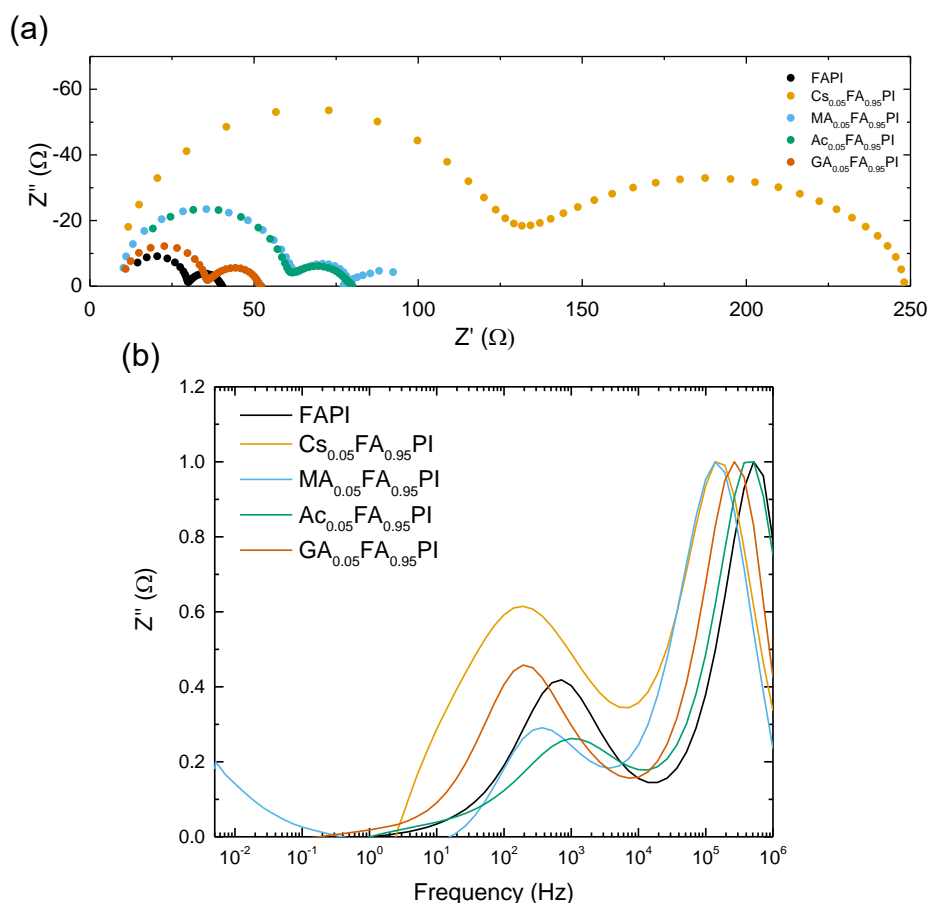 (a)
-60
-40
-20
0
Z'' (Ω)
0 50 100 150 200 250
Z' (Ω)
FAPI
Cs0.05FA0.95PI
MA0.05FA0.95PI
Ac0.05FA0.95PI
GA0.05FA0.95PI
(b)
1.2
1.0
0.8
0.6
0.4
0.2
0.0
Z'' (Ω)
FAPI
Cs0.05FA0.95PI
MA0.05FA0.95PI
Ac0.05FA0.95PI
GA0.05FA0.95PI
10⁻² 10⁻¹ 10⁰ 10¹ 10² 10³ 10⁴ 10⁵ 10⁶
Frequency (Hz)